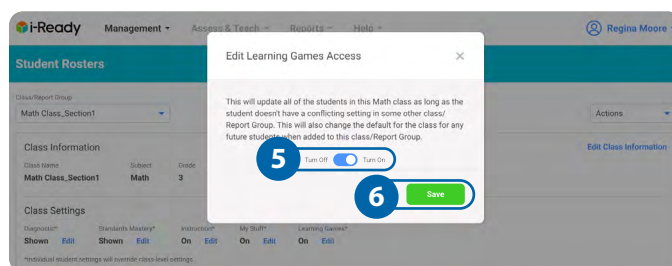 i-Ready Management Assess & Teach Reports Help Regina Moore
Student Rosters
Edit Learning Games Access ×
Class/Report Group
Math Class_Section1
Actions
This will update all of the students in this Math class as long as the
student doesn't have a conflicting setting in some other class/
Report Group. This will also change the default for the class for any
future students when added to this class/Report Group.
5 Turn Off Turn On
6 Save
Class Information
Edit Class Information
Class Name Subject Grade
Math Class_Section1 Math 3
Class Settings
Diagnostic* Standards Mastery* Instruction* My Stuff* Learning Games*
Shown Edit Shown Edit On Edit On Edit On Edit
*Individual student settings will override class-level settings.